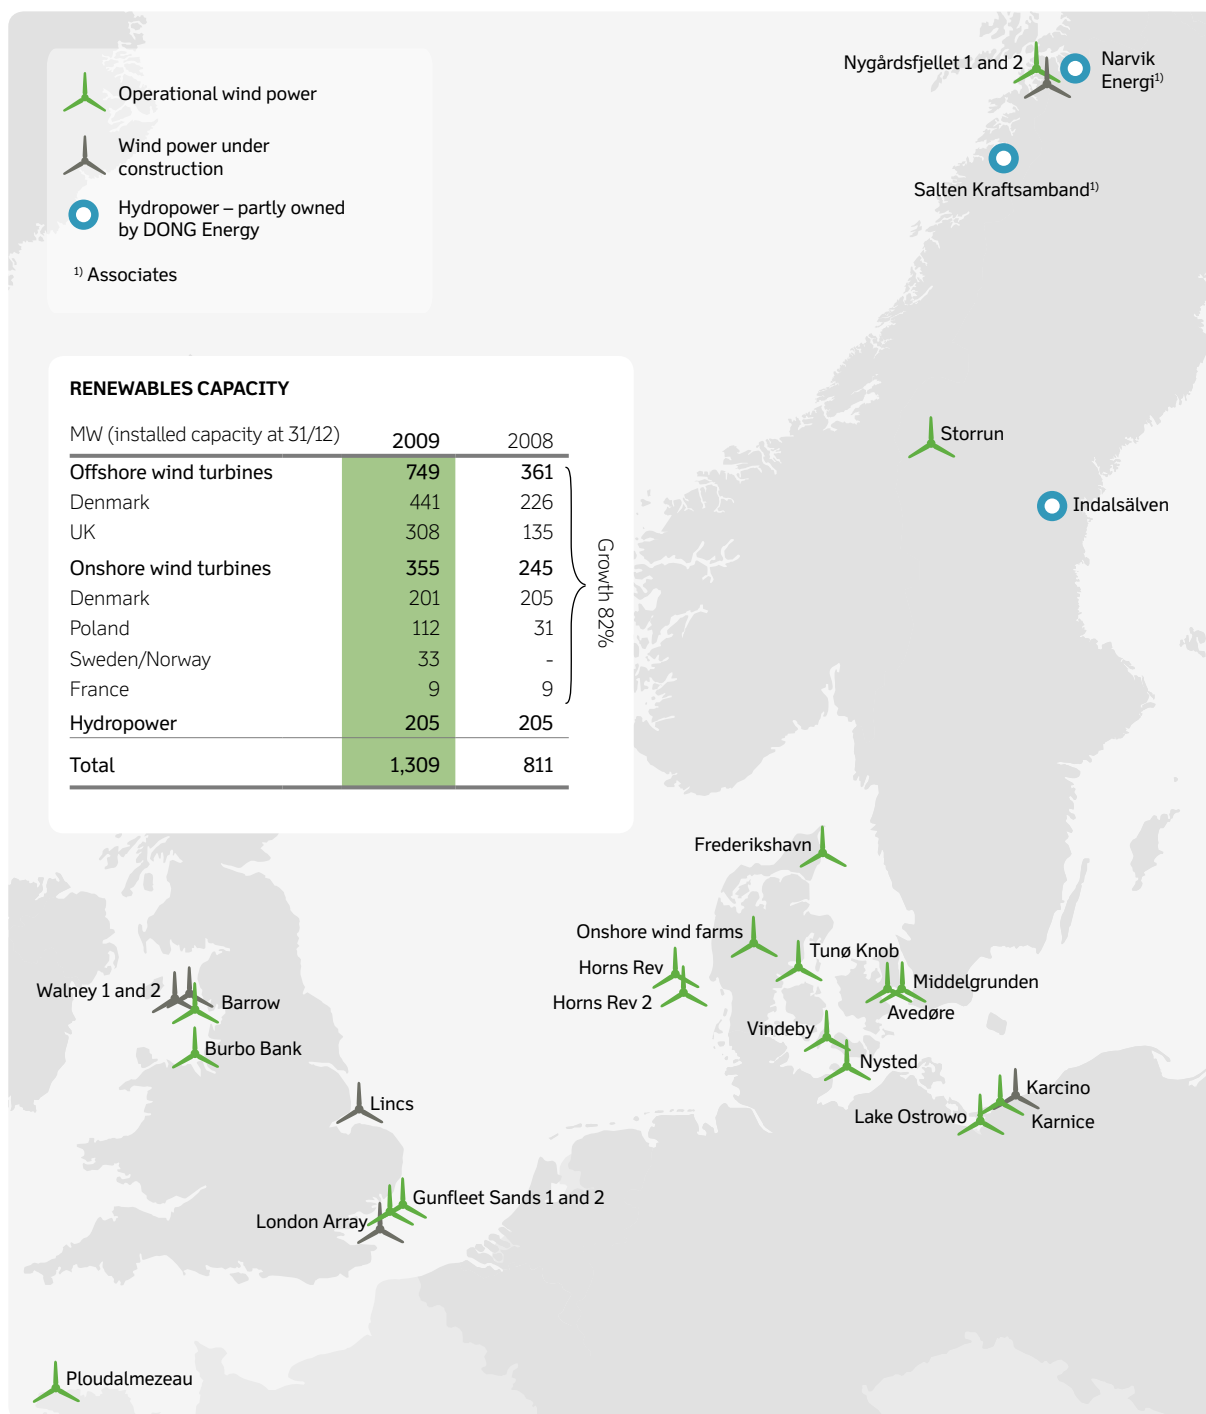 Operational wind power
Wind power under
construction
Hydropower – partly owned
by DONG Energy
1) Associates
Nygårdsfjellet 1 and 2
Narvik
Energi1)
Salten Kraftsamband1)
RENEWABLES CAPACITY
MW (installed capacity at 31/12) 2009 2008
Offshore wind turbines 749 361
Denmark 441 226
UK 308 135
Onshore wind turbines 355 245
Denmark 201 205
Poland 112 31
Sweden/Norway 33 -
France 9 9
Hydropower 205 205
Total 1,309 811
Growth 82%
Storrun
Indalsälven
Frederikshavn
Onshore wind farms
Tunø Knob
Horns Rev
Horns Rev 2
Middelgrunden
Avedøre
Vindeby
Nysted
Walney 1 and 2
Barrow
Burbo Bank
Lincs
Karcino
Lake Ostrowo
Karnice
Gunfleet Sands 1 and 2
London Array
Ploudalmezeau